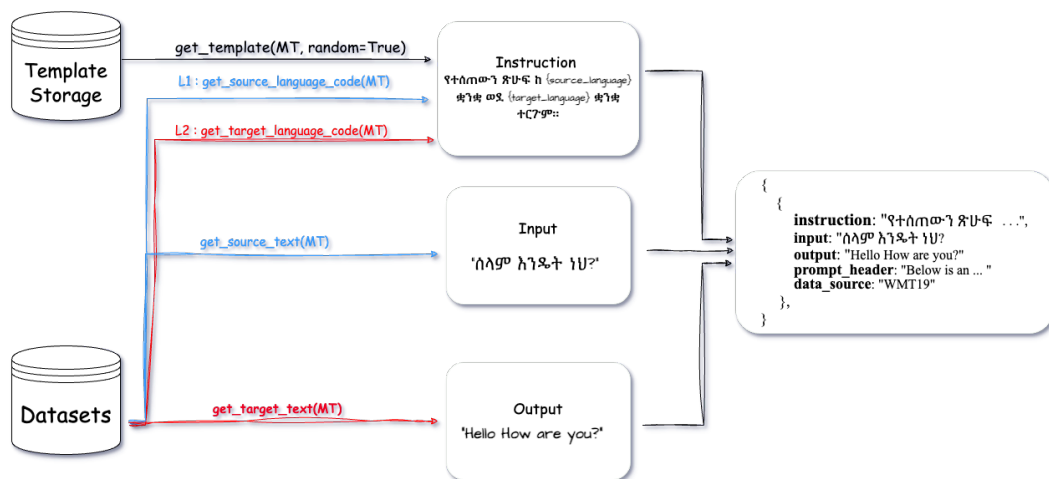 Template
Storage
get_template(MT, random=True)
L1 : get_source_language_code(MT)
L2 : get_target_language_code(MT)
Instruction
የተሰጠውን ጽሁፍ ከ {source_language}
ቋንቋ ወደ {target_language} ቋንቋ
ተርጉም።
get_source_text(MT)
Input
"ሰላም እንዴት ነህ?"
Datasets
get_target_text(MT)
Output
"Hello How are you?"
{
{
instruction: "የተሰጠውን ጽሁፍ ...",
input: "ሰላም እንዴት ነህ?
output: "Hello How are you?"
prompt_header: "Below is an ... "
data_source: "WMT19"
},
}